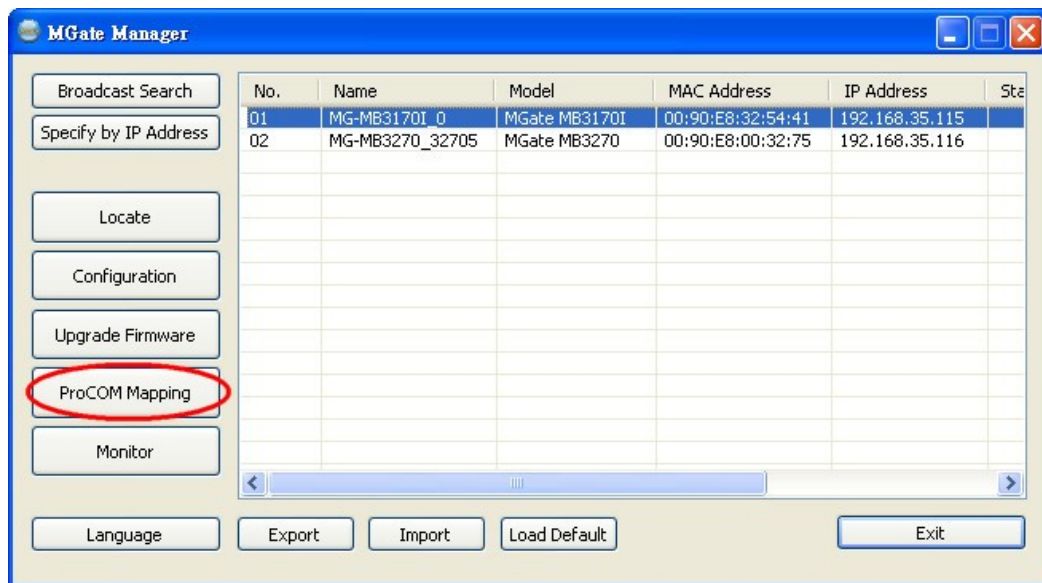 MGate Manager
Broadcast Search
Specify by IP Address
Locate
Configuration
Upgrade Firmware
ProCOM Mapping
Monitor
No. Name Model MAC Address IP Address Sta
01 MG-MB3170I_0 MGate MB3170I 00:90:E8:32:54:41 192.168.35.115
02 MG-MB3270_32705 MGate MB3270 00:90:E8:00:32:75 192.168.35.116
Language Export Import Load Default Exit